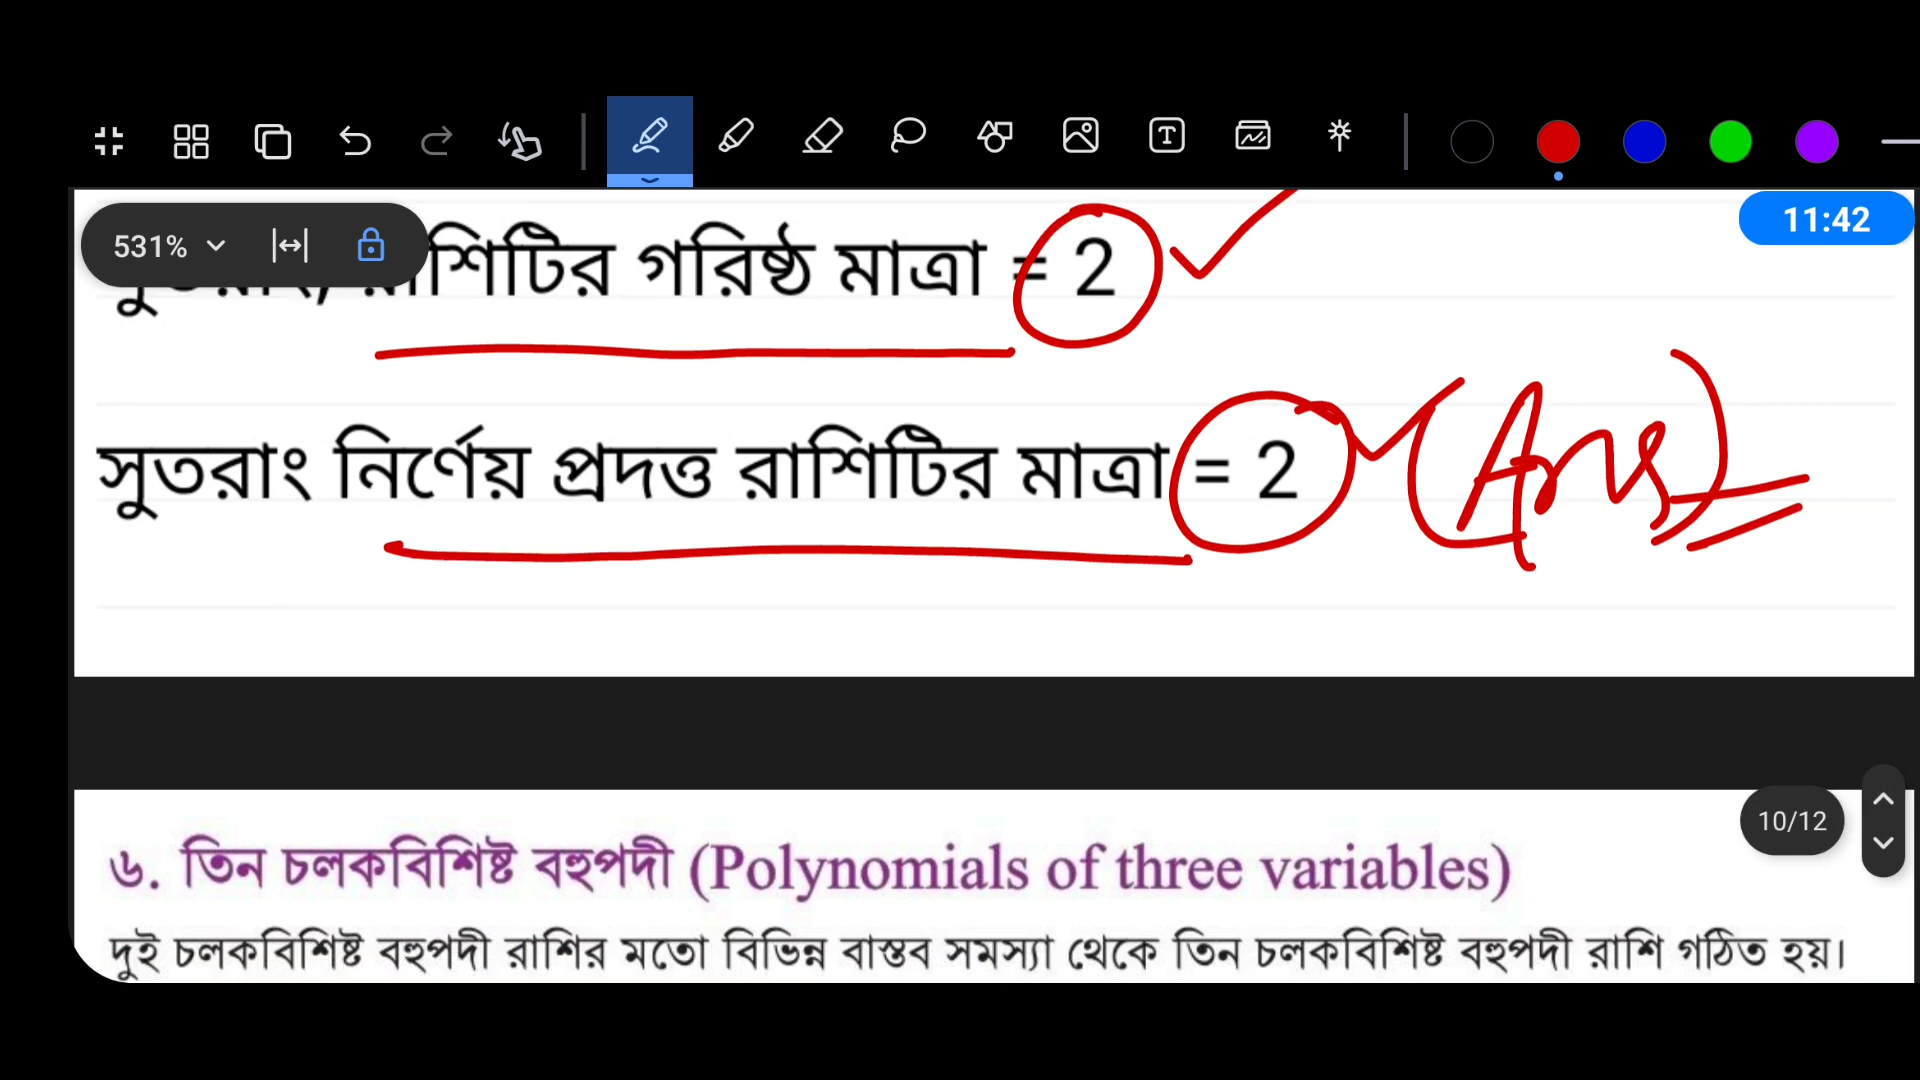 531%
11:42
রাশিটির গরিষ্ঠ মাত্রা = 2
সুতরাং নির্ণেয় প্রদত্ত রাশিটির মাত্রা = 2 (Ans)
10/12
৬. তিন চলকবিশিষ্ট বহুপদী (Polynomials of three variables)
দুই চলকবিশিষ্ট বহুপদী রাশির মতো বিভিন্ন বাস্তব সমস্যা থেকে তিন চলকবিশিষ্ট বহুপদী রাশি গঠিত হয়।